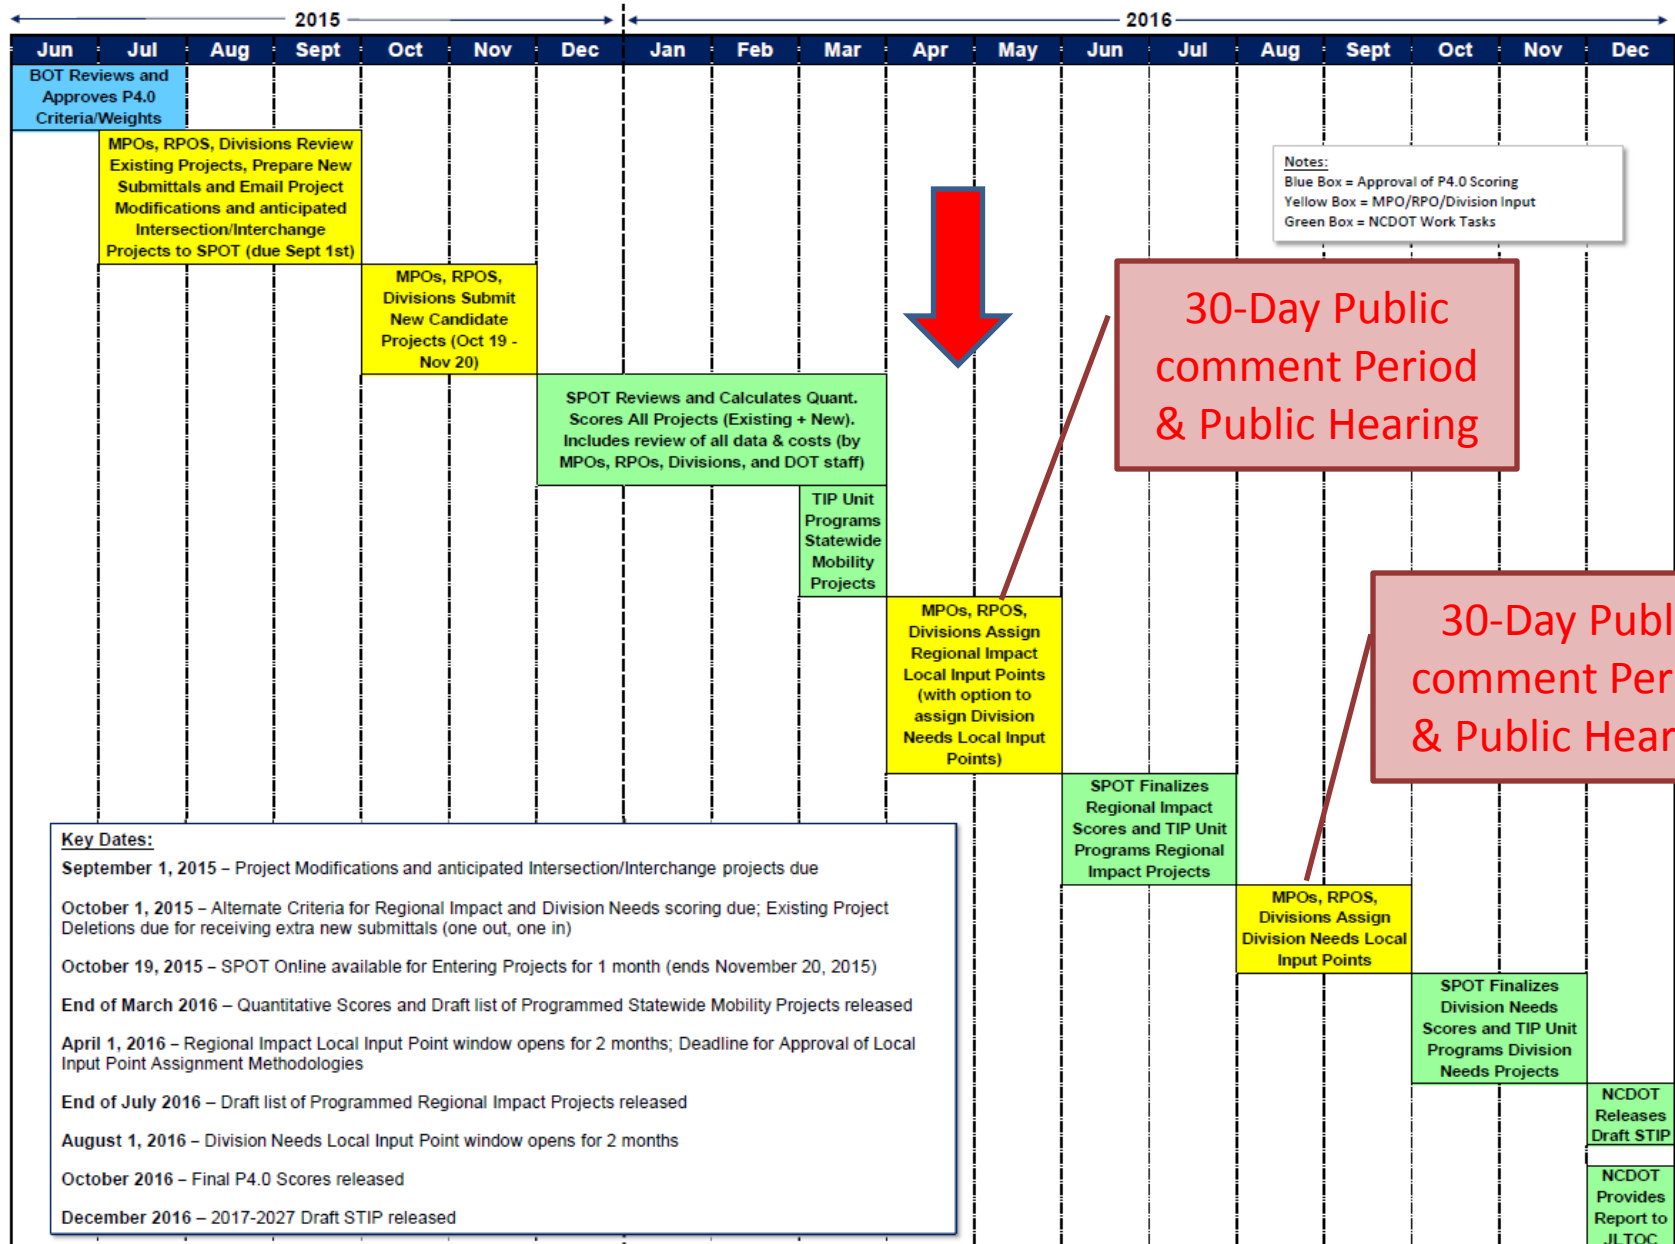 2015
2016
Jun Jul Aug Sept Oct Nov Dec Jan Feb Mar Apr May Jun Jul Aug Sept Oct Nov Dec
BOT Reviews and
Approves P4.0
Criteria/Weights
MPOs, RPOS, Divisions Review
Existing Projects, Prepare New
Submittals and Email Project
Modifications and anticipated
Intersection/Interchange
Projects to SPOT (due Sept 1st)
Notes:
Blue Box = Approval of P4.0 Scoring
Yellow Box = MPO/RPO/Division Input
Green Box = NCDOT Work Tasks
MPOs, RPOS,
Divisions Submit
New Candidate
Projects (Oct 19 -
Nov 20)
30-Day Public
comment Period
& Public Hearing
SPOT Reviews and Calculates Quant.
Scores All Projects (Existing + New).
Includes review of all data & costs (by
MPOs, RPOs, Divisions, and DOT staff)
TIP Unit
Programs
Statewide
Mobility
Projects
MPOs, RPOS,
Divisions Assign
Regional Impact
Local Input Points
(with option to
assign Division
Needs Local Input
Points)
30-Day Publ
comment Per
& Public Hear
SPOT Finalizes
Regional Impact
Scores and TIP Unit
Programs Regional
Impact Projects
MPOs, RPOS,
Divisions Assign
Division Needs Local
Input Points
SPOT Finalizes
Division Needs
Scores and TIP Unit
Programs Division
Needs Projects
NCDOT
Releases
Draft STIP
NCDOT
Provides
Report to
JLTOC
Key Dates:
September 1, 2015 – Project Modifications and anticipated Intersection/Interchange projects due
October 1, 2015 – Alternate Criteria for Regional Impact and Division Needs scoring due; Existing Project
Deletions due for receiving extra new submittals (one out, one in)
October 19, 2015 – SPOT Online available for Entering Projects for 1 month (ends November 20, 2015)
End of March 2016 – Quantitative Scores and Draft list of Programmed Statewide Mobility Projects released
April 1, 2016 – Regional Impact Local Input Point window opens for 2 months; Deadline for Approval of Local
Input Point Assignment Methodologies
End of July 2016 – Draft list of Programmed Regional Impact Projects released
August 1, 2016 – Division Needs Local Input Point window opens for 2 months
October 2016 – Final P4.0 Scores released
December 2016 – 2017-2027 Draft STIP released